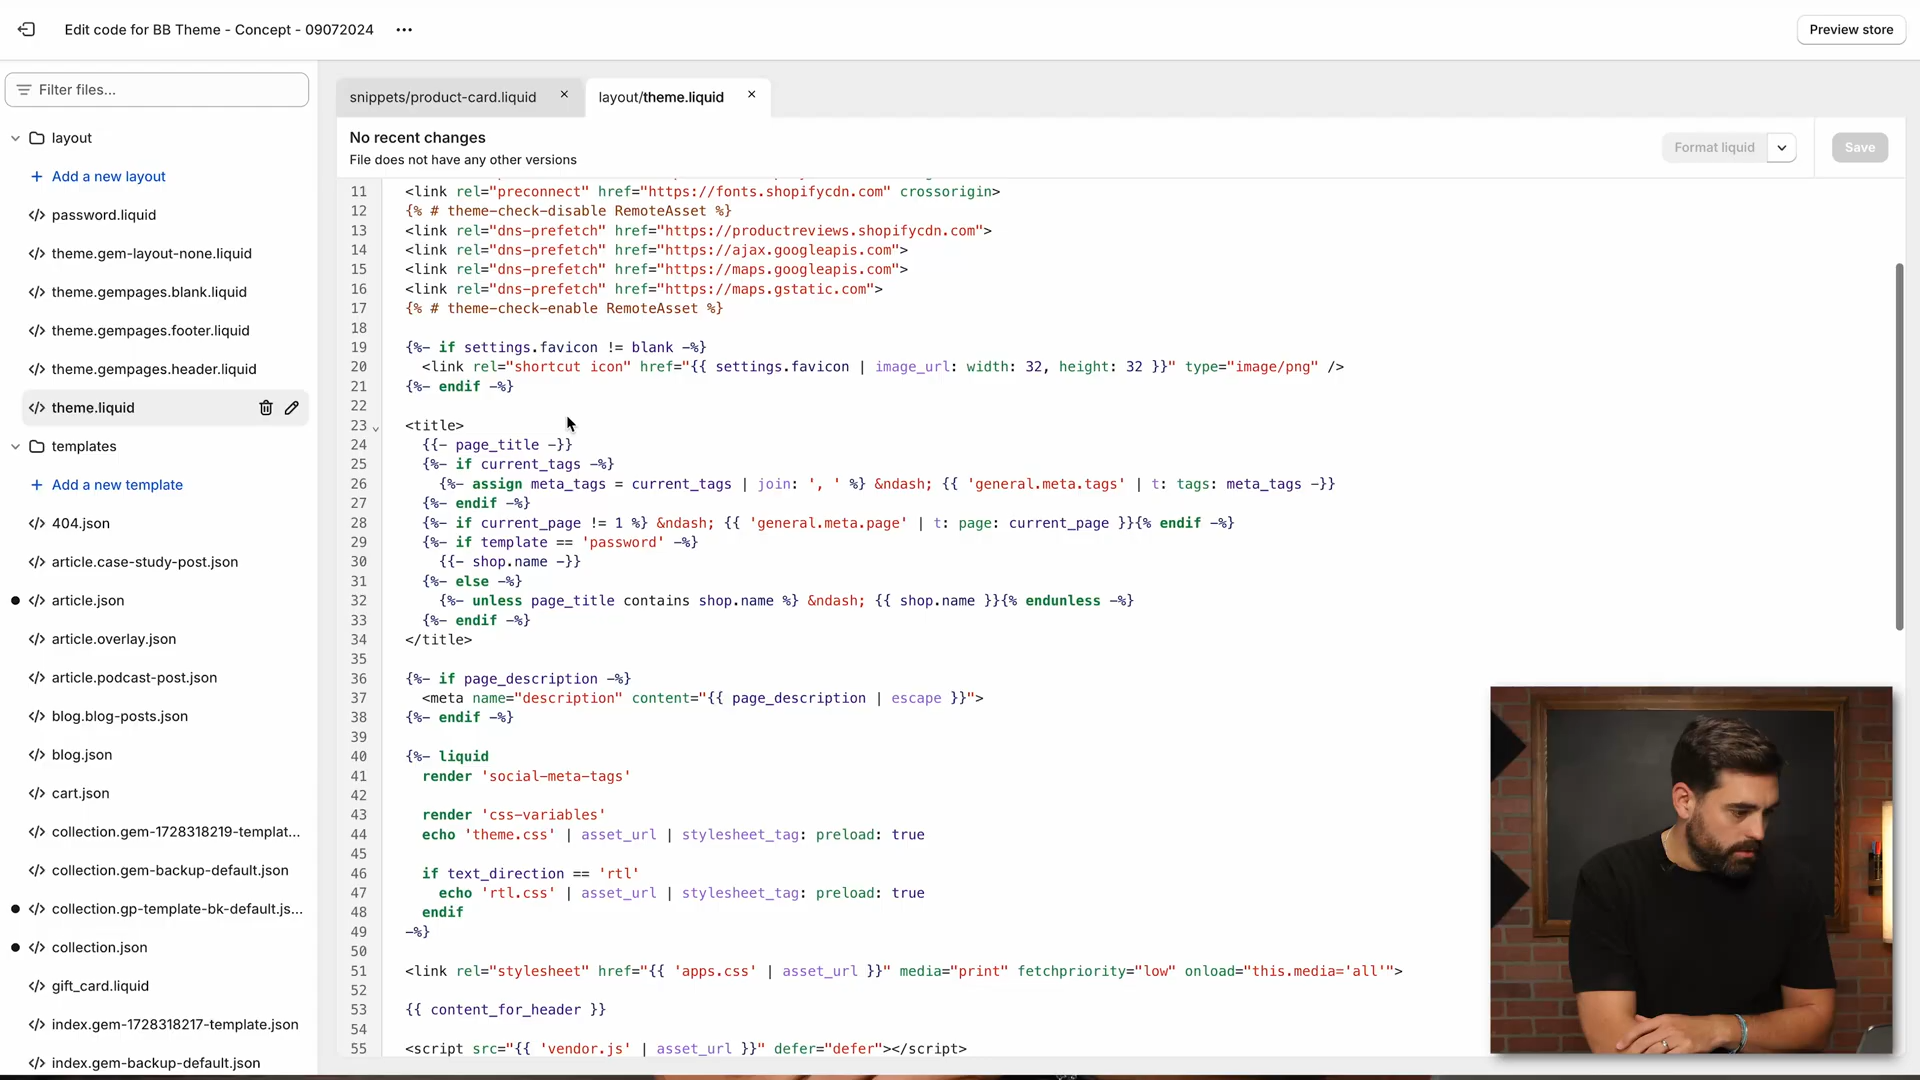 Edit code for BB Theme - Concept - 09072024
Preview store
Filter files...
layout
Add a new layout
password.liquid
theme.gem-layout-none.liquid
theme.gempages.blank.liquid
theme.gempages.footer.liquid
theme.gempages.header.liquid
theme.liquid
templates
Add a new template
404.json
article.case-study-post.json
article.json
article.overlay.json
article.podcast-post.json
blog.blog-posts.json
blog.json
cart.json
collection.gem-1728318219-templat...
collection.gem-backup-default.json
collection.gp-template-bk-default.js...
collection.json
gift_card.liquid
index.gem-1728318217-template.json
index.gem-backup-default.json
snippets/product-card.liquid
layout/theme.liquid
No recent changes
File does not have any other versions
Format liquid
Save
11 <link rel="preconnect" href="https://fonts.shopifycdn.com" crossorigin>
12 {% # theme-check-disable RemoteAsset %}
13 <link rel="dns-prefetch" href="https://productreviews.shopifycdn.com">
14 <link rel="dns-prefetch" href="https://ajax.googleapis.com">
15 <link rel="dns-prefetch" href="https://maps.googleapis.com">
16 <link rel="dns-prefetch" href="https://maps.gstatic.com">
17 {% # theme-check-enable RemoteAsset %}
18
19 {%- if settings.favicon != blank -%}
20 <link rel="shortcut icon" href="{{ settings.favicon | image_url: width: 32, height: 32 }}" type="image/png" />
21 {%- endif -%}
22
23 <title>
24 {{- page_title -}}
25 {%- if current_tags -%}
26 {%- assign meta_tags = current_tags | join: ', ' %} &ndash; {{ 'general.meta.tags' | t: tags: meta_tags -}}
27 {%- endif -%}
28 {%- if current_page != 1 %} &ndash; {{ 'general.meta.page' | t: page: current_page }}{% endif -%}
29 {%- if template == 'password' -%}
30 {{- shop.name -}}
31 {%- else -%}
32 {%- unless page_title contains shop.name %} &ndash; {{ shop.name }}{% endunless -%}
33 {%- endif -%}
34 </title>
35
36 {%- if page_description -%}
37 <meta name="description" content="{{ page_description | escape }}">
38 {%- endif -%}
39
40 {%- liquid
41 render 'social-meta-tags'
42
43 render 'css-variables'
44 echo 'theme.css' | asset_url | stylesheet_tag: preload: true
45
46 if text_direction == 'rtl'
47 echo 'rtl.css' | asset_url | stylesheet_tag: preload: true
48 endif
49 -%}
50
51 <link rel="stylesheet" href="{{ 'apps.css' | asset_url }}" media="print" fetchpriority="low" onload="this.media='all'">
52
53 {{ content_for_header }}
54
55 <script src="{{ 'vendor.js' | asset_url }}" defer="defer"></script>